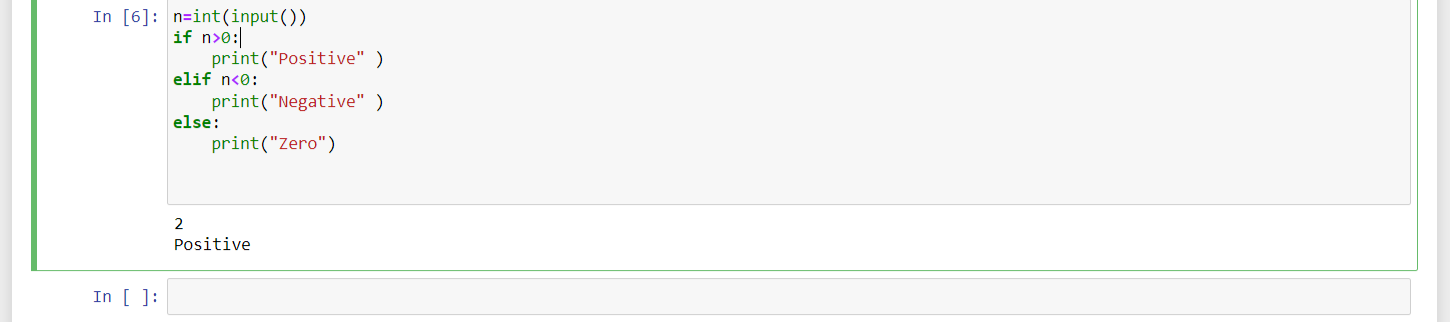 In [6]: n=int(input())
if n>0:
    print("Positive" )
elif n<0:
    print("Negative" )
else:
    print("Zero")
2
Positive
In [ ]: